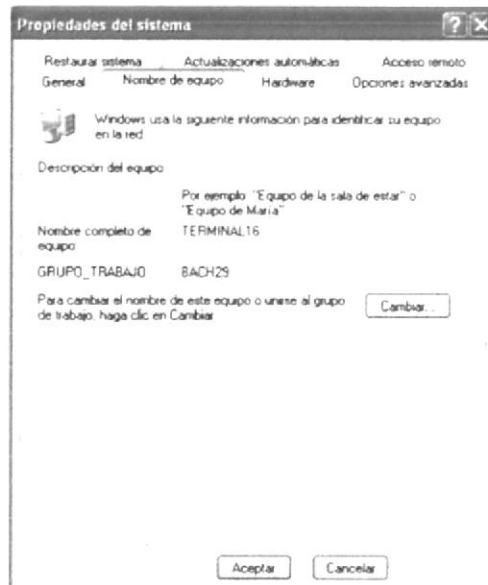 Propiedades del sistema
Restaurar sistema Actualizaciones automáticas Acceso remoto
General Nombre de equipo Hardware Opciones avanzadas
Windows usa la siguiente información para identificar su equipo
en la red
Descripción del equipo
Por ejemplo "Equipo de la sala de estar" o
"Equipo de María"
Nombre completo de
equipo
TERMINAL16
GRUPO_TRABAJO BACH29
Para cambiar el nombre de este equipo o unirse al grupo
de trabajo, haga clic en Cambiar
Cambiar...
Aceptar Cancelar